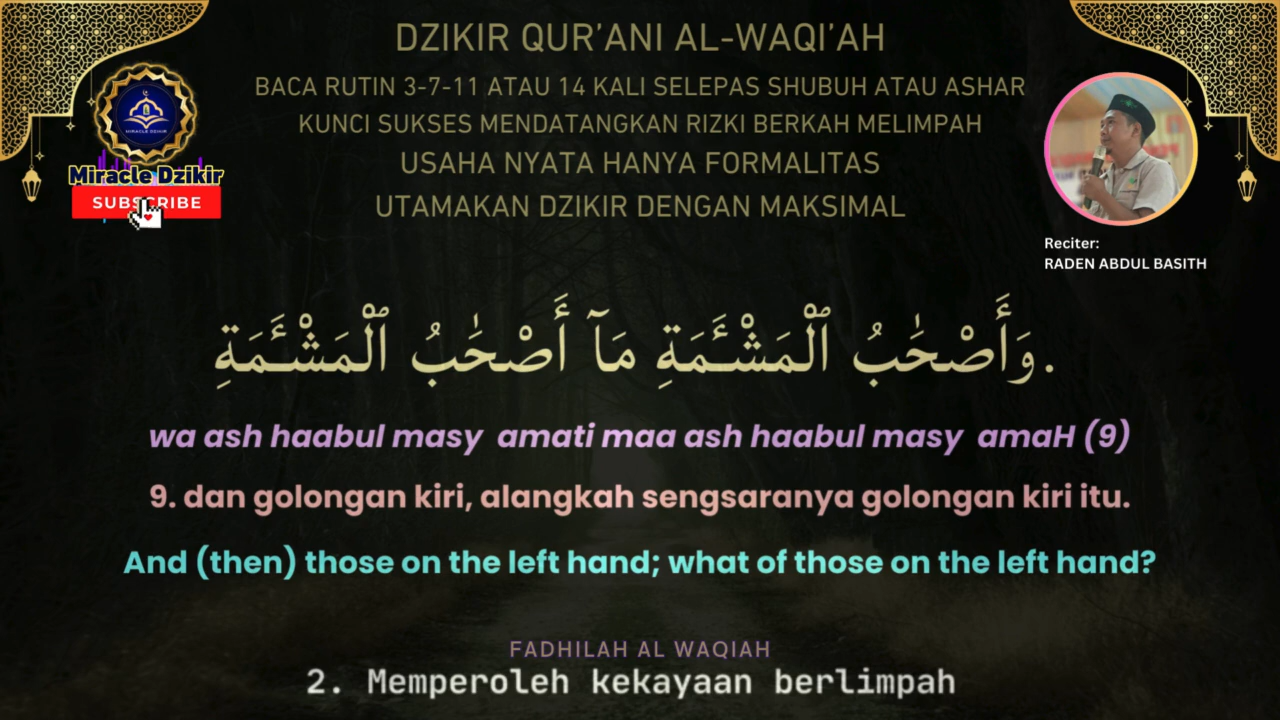 DZIKIR QUR'ANI AL-WAQI'AH
BACA RUTIN 3-7-11 ATAU 14 KALI SELEPAS SHUBUH ATAU ASHAR
KUNCI SUKSES MENDATANGKAN RIZKI BERKAH MELIMPAH
USAHA NYATA HANYA FORMALITAS
UTAMAKAN DZIKIR DENGAN MAKSIMAL
MIRACLE DZIKIR
Miracle Dzikir
SUBSCRIBE
Reciter:
RADEN ABDUL BASITH
وَأَصْحَٰبُ ٱلْمَشْـَٔمَةِ مَآ أَصْحَٰبُ ٱلْمَشْـَٔمَةِ.
wa ash haabul masy amati maa ash haabul masy amaH (9)
9. dan golongan kiri, alangkah sengsaranya golongan kiri itu.
And (then) those on the left hand; what of those on the left hand?
FADHILAH AL WAQIAH
2. Memperoleh kekayaan berlimpah